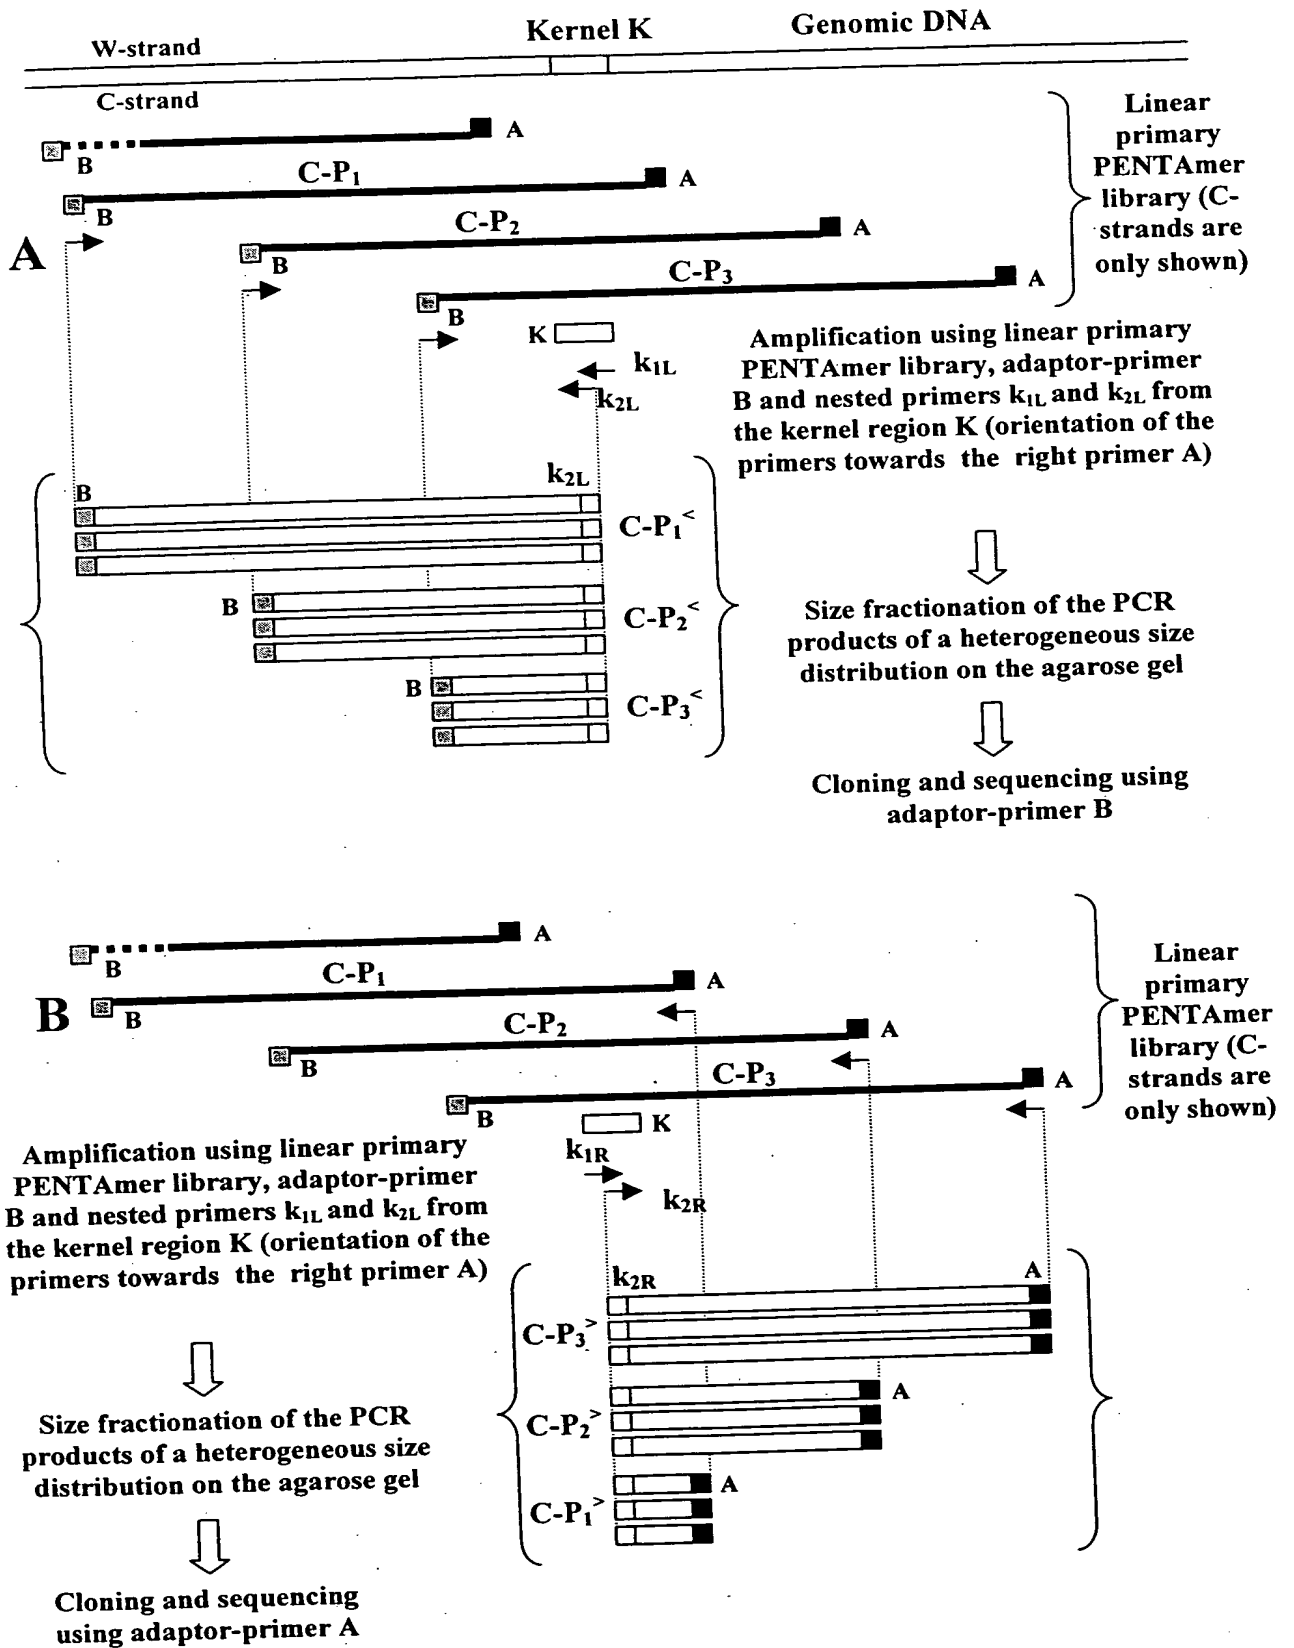 Kernel K
Genomic DNA
W-strand
C-strand
A
B
C-P1
A
B
C-P2
A
B
C-P3
A
B
A
Linear
primary
PENTAmer
library (C-
strands are
only shown)
K
k1L
k2L
Amplification using linear primary
PENTAmer library, adaptor-primer
B and nested primers k1L and k2L from
the kernel region K (orientation of the
primers towards the right primer A)
B
k2L
C-P1<
B
C-P2<
B
C-P3<
Size fractionation of the PCR
products of a heterogeneous size
distribution on the agarose gel
Cloning and sequencing using
adaptor-primer B
A
B
C-P1
A
B
B
C-P2
A
B
C-P3
A
B
Linear
primary
PENTAmer
library (C-
strands are
only shown)
K
k1R
k2R
Amplification using linear primary
PENTAmer library, adaptor-primer
B and nested primers k1L and k2L from
the kernel region K (orientation of the
primers towards the right primer A)
k2R
A
C-P3>
A
C-P2>
A
C-P1>
Size fractionation of the PCR
products of a heterogeneous size
distribution on the agarose gel
Cloning and sequencing
using adaptor-primer A